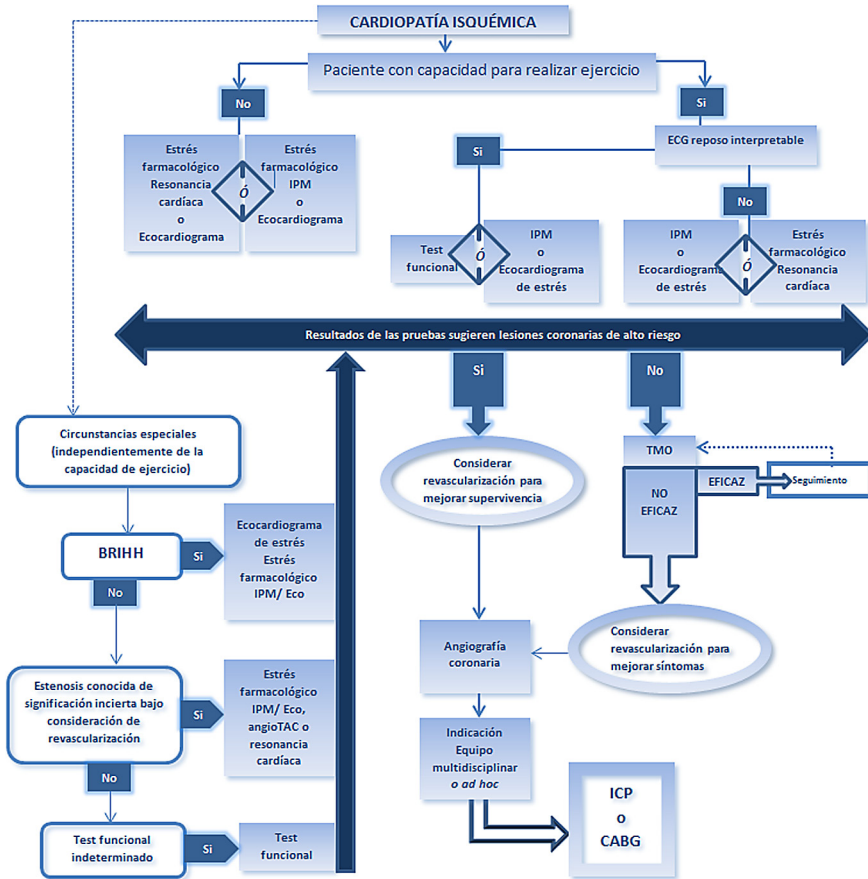 CARDIOPATÍA ISQUÉMICA
Paciente con capacidad para realizar ejercicio
No
Si
Estrés
farmacológico
Resonancia
cardíaca
o
Ecocardiograma
Ó
Estrés
farmacológico
IPM
o
Ecocardiograma
ECG reposo interpretable
Si
No
Test
funcional
Ó
IPM
o
Ecocardiograma
de estrés
IPM
o
Ecocardiograma
de estrés
Ó
Estrés
farmacológico
Resonancia
cardíaca
Resultados de las pruebas sugieren lesiones coronarias de alto riesgo
Si
No
Circunstancias especiales
(independientemente de la
capacidad de ejercicio)
BRIHH
Si
Ecocardiograma
de estrés
Estrés
farmacológico
IPM/ Eco
No
Estenosis conocida de
significación incierta bajo
consideración de
revascularización
Si
Estrés
farmacológico
IPM/ Eco,
angioTAC o
resonancia
cardíaca
No
Test funcional
indeterminado
Si
Test
funcional
Considerar
revascularización para
mejorar supervivencia
TMO
NO
EFICAZ
EFICAZ
Seguimiento
Considerar
revascularización para
mejorar síntomas
Angiografía
coronaria
Indicación
Equipo
multidisciplinar
o ad hoc
ICP
o
CABG